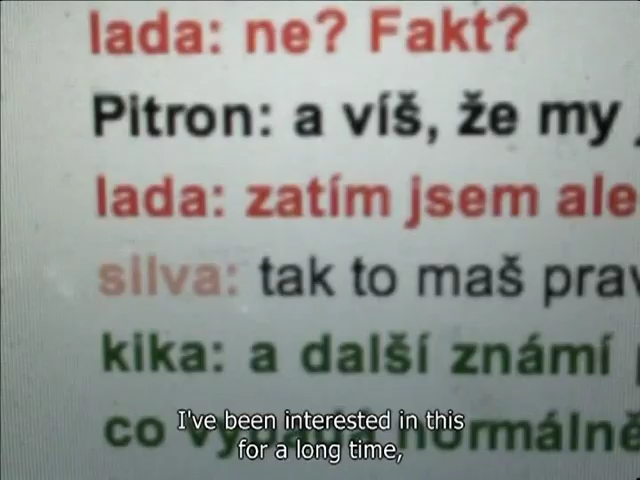 lada: ne? Fakt?
Pitron: a víš, že my
lada: zatím jsem ale
silva: tak to maš
kika: a další známí
co normálně
I've been interested in this
for a long time,